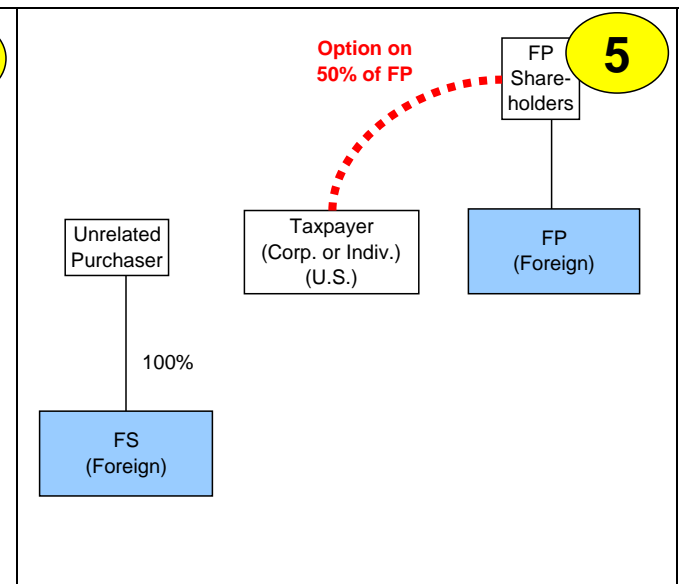 Option on
50% of FP
FP
Share-
holders
5
Unrelated
Purchaser
Taxpayer
(Corp. or Indiv.)
(U.S.)
FP
(Foreign)
100%
FS
(Foreign)